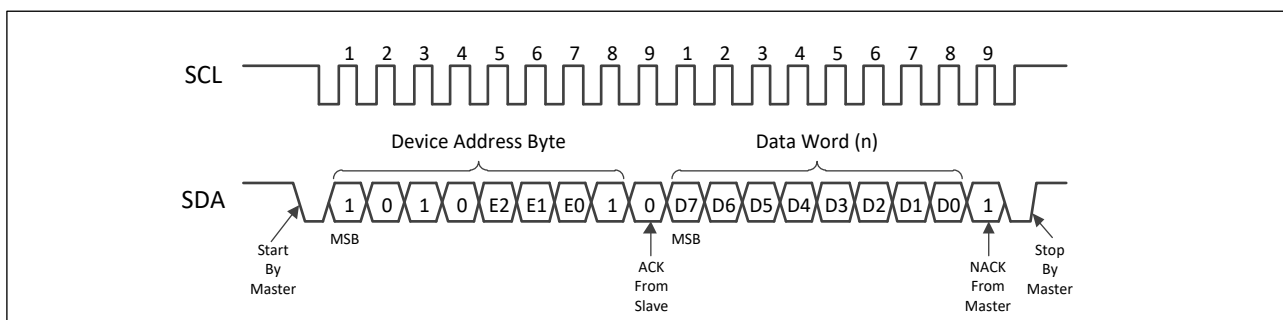 1 2 3 4 5 6 7 8 9 1 2 3 4 5 6 7 8 9
SCL
Device Address Byte Data Word (n)
SDA 1 0 1 0 E2 E1 E0 1 0 D7 D6 D5 D4 D3 D2 D1 D0 1
MSB MSB
Start
By
Master
ACK
From
Slave
NACK
From
Master
Stop
By
Master